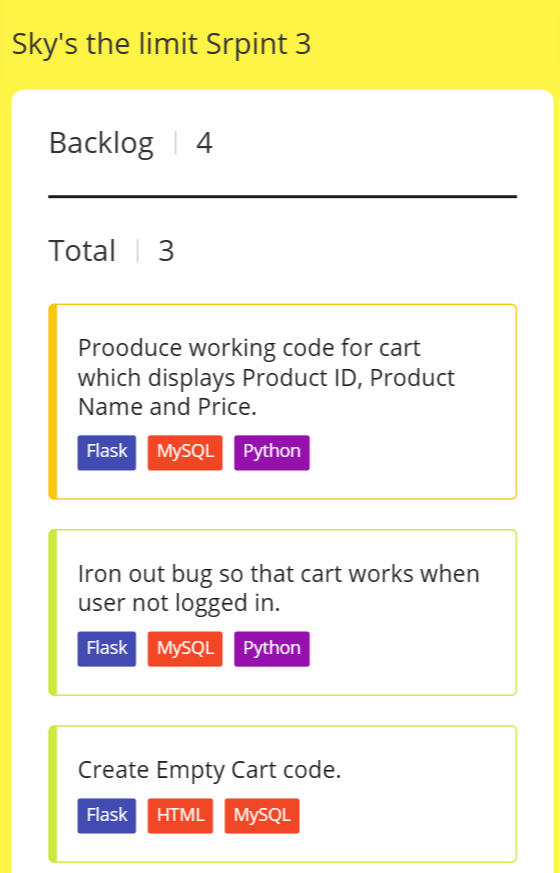 Sky's the limit Srpint 3
Backlog | 4
Total | 3
Prooduce working code for cart
which displays Product ID, Product
Name and Price.
Flask MySQL Python
Iron out bug so that cart works when
user not logged in.
Flask MySQL Python
Create Empty Cart code.
Flask HTML MySQL